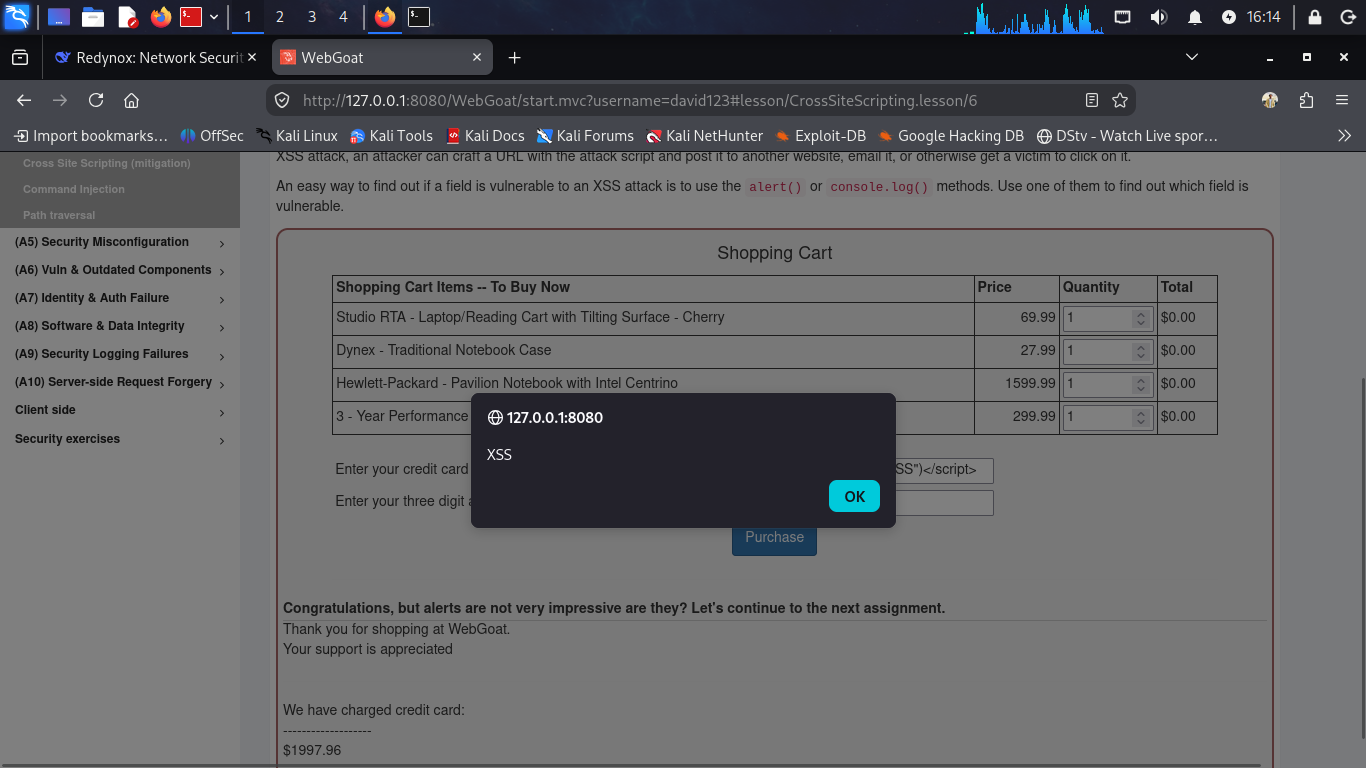 1 2 3 4 16:14
Redynox: Network Securit WebGoat
http://127.0.0.1:8080/WebGoat/start.mvc?username=david123#lesson/CrossSiteScripting.lesson/6
Import bookmarks... OffSec Kali Linux Kali Tools Kali Docs Kali Forums Kali NetHunter Exploit-DB Google Hacking DB DStv - Watch Live spor...
Cross Site Scripting (mitigation)
Command Injection
Path traversal
(A5) Security Misconfiguration
(A6) Vuln & Outdated Components
(A7) Identity & Auth Failure
(A8) Software & Data Integrity
(A9) Security Logging Failures
(A10) Server-side Request Forgery
Client side
Security exercises
XSS attack, an attacker can craft a URL with the attack script and post it to another website, email it, or otherwise get a victim to click on it.
An easy way to find out if a field is vulnerable to an XSS attack is to use the alert() or console.log() methods. Use one of them to find out which field is
vulnerable.
Shopping Cart
Shopping Cart Items -- To Buy Now Price Quantity Total
Studio RTA - Laptop/Reading Cart with Tilting Surface - Cherry 69.99 1 $0.00
Dynex - Traditional Notebook Case 27.99 1 $0.00
Hewlett-Packard - Pavilion Notebook with Intel Centrino 1599.99 1 $0.00
3 - Year Performance 299.99 1 $0.00
127.0.0.1:8080
XSS
OK
Enter your credit card SS")</script>
Enter your three digit a
Purchase
Congratulations, but alerts are not very impressive are they? Let's continue to the next assignment.
Thank you for shopping at WebGoat.
Your support is appreciated
We have charged credit card:
-------------------
$1997.96